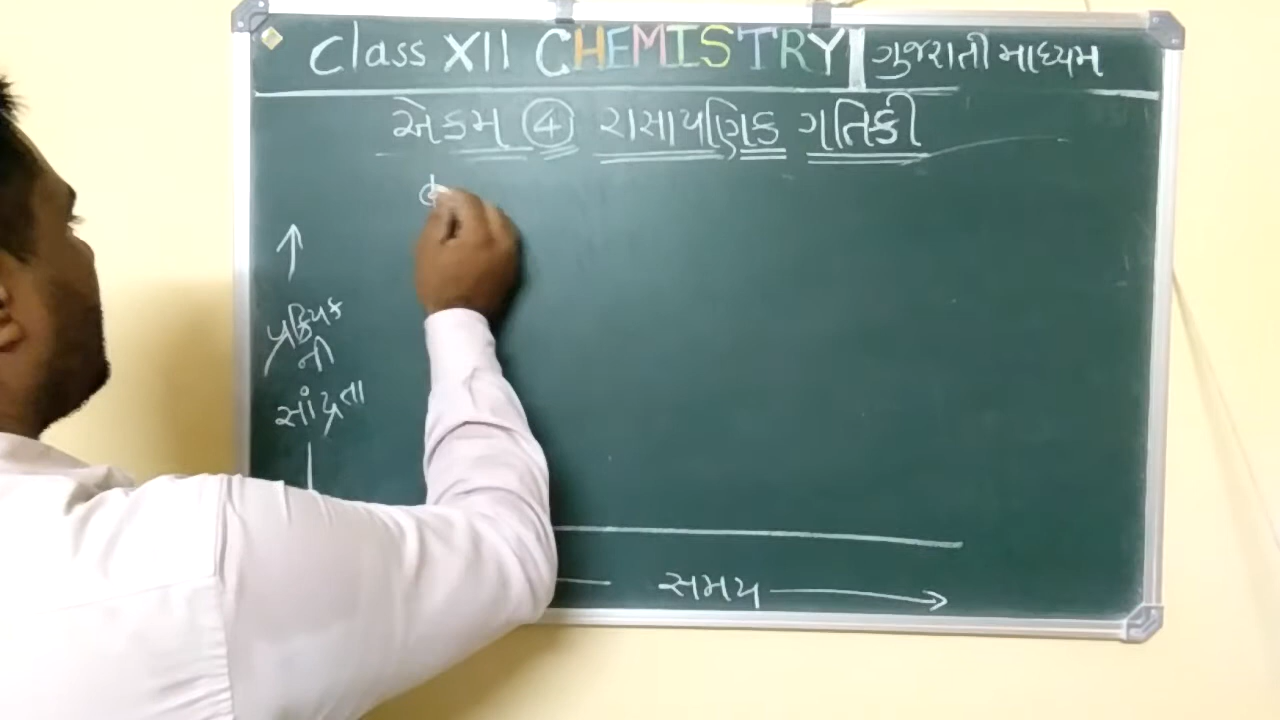 Class XII CHEMISTRY | ગુજરાતી માધ્યમ
એકમ ④ રાસાયણિક ગતિકી
પ્રક્રિયક
ની
સાંદ્રતા
સમય